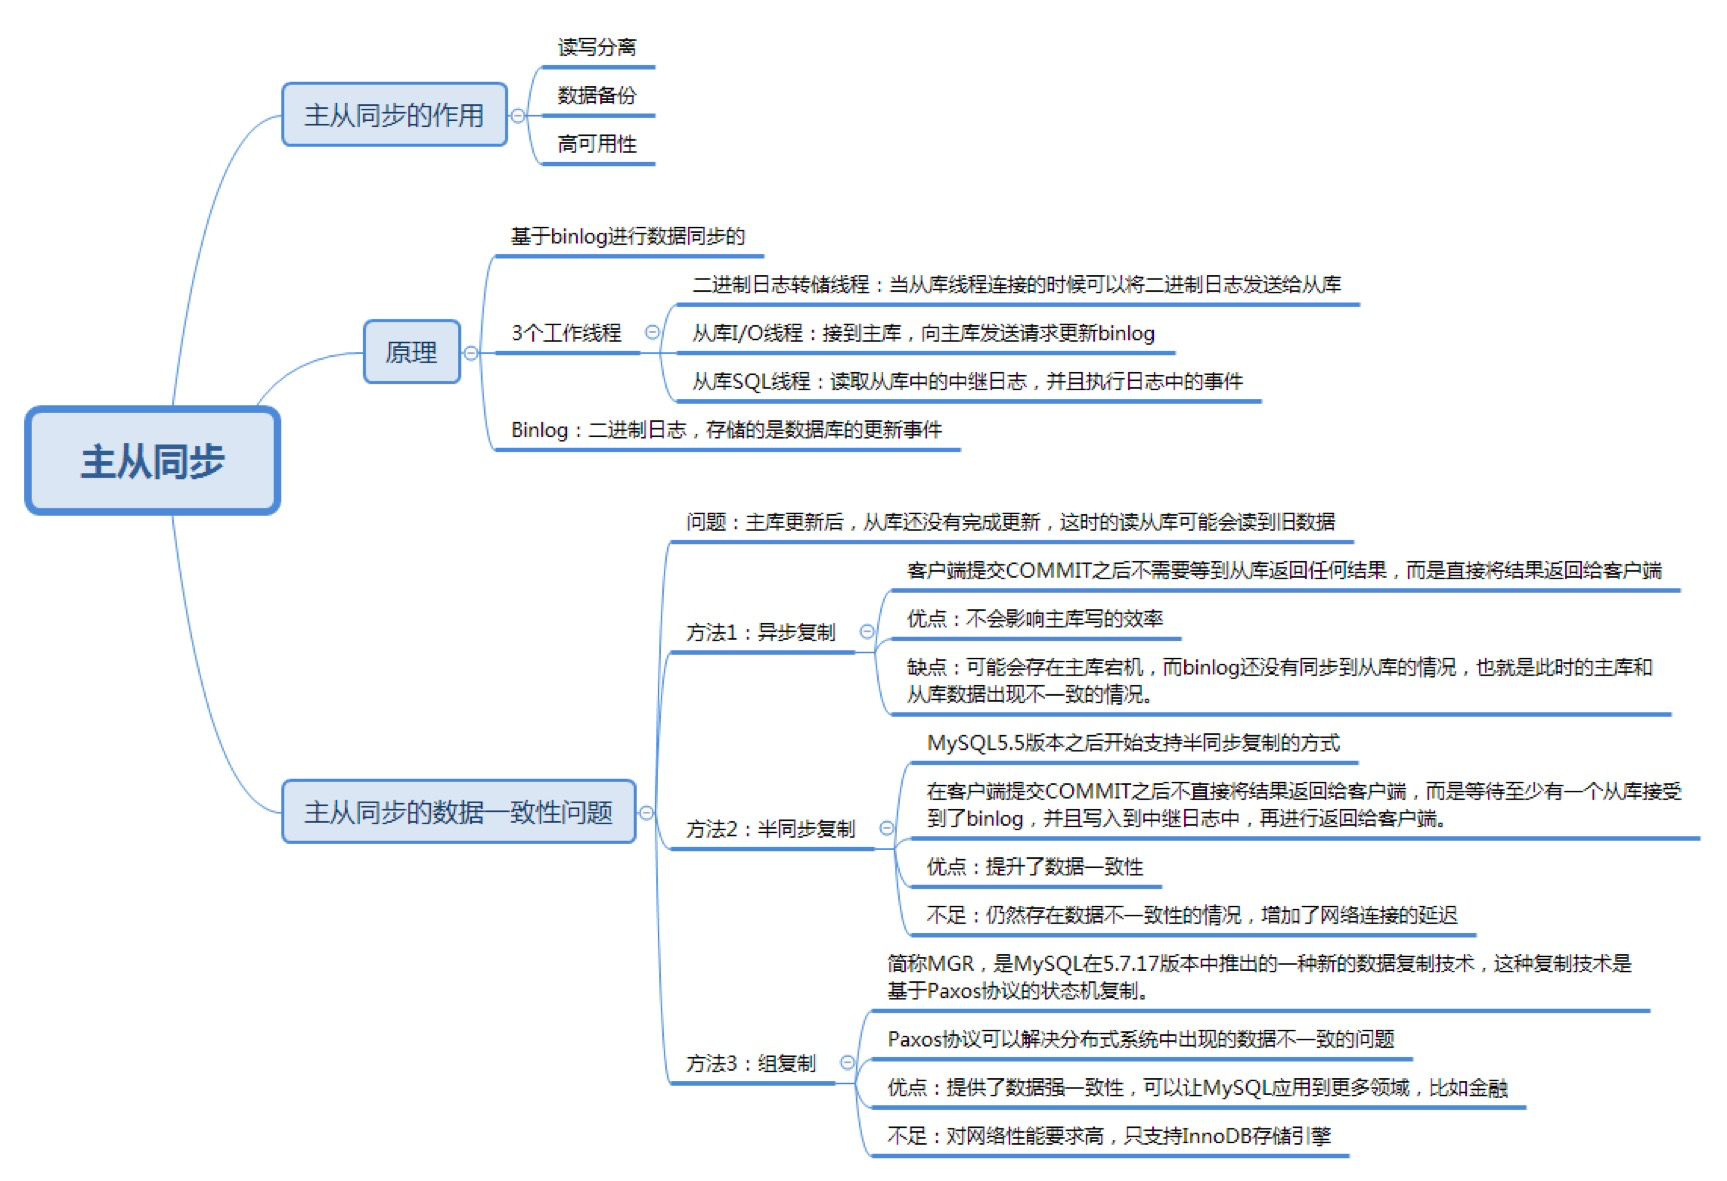 读写分离
数据备份
高可用性
主从同步的作用
基于binlog进行数据同步的
二进制日志转储线程：当从库线程连接的时候可以将二进制日志发送给从库
3个工作线程
从库I/O线程：接到主库，向主库发送请求更新binlog
从库SQL线程：读取从库中的中继日志，并且执行日志中的事件
原理
Binlog：二进制日志，存储的是数据库的更新事件
主从同步
问题：主库更新后，从库还没有完成更新，这时的读从库可能会读到旧数据
客户端提交COMMIT之后不需要等到从库返回任何结果，而是直接将结果返回给客户端
方法1：异步复制
优点：不会影响主库写的效率
缺点：可能会存在主库宕机，而binlog还没有同步到从库的情况，也就是此时的主库和
从库数据出现不一致的情况。
主从同步的数据一致性问题
MySQL5.5版本之后开始支持半同步复制的方式
在客户端提交COMMIT之后不直接将结果返回给客户端，而是等待至少有一个从库接受
到了binlog，并且写入到中继日志中，再进行返回给客户端。
方法2：半同步复制
优点：提升了数据一致性
不足：仍然存在数据不一致性的情况，增加了网络连接的延迟
简称MGR，是MySQL在5.7.17版本中推出的一种新的数据复制技术，这种复制技术是
基于Paxos协议的状态机复制。
Paxos协议可以解决分布式系统中出现的数据不一致的问题
方法3：组复制
优点：提供了数据强一致性，可以让MySQL应用到更多领域，比如金融
不足：对网络性能要求高，只支持InnoDB存储引擎